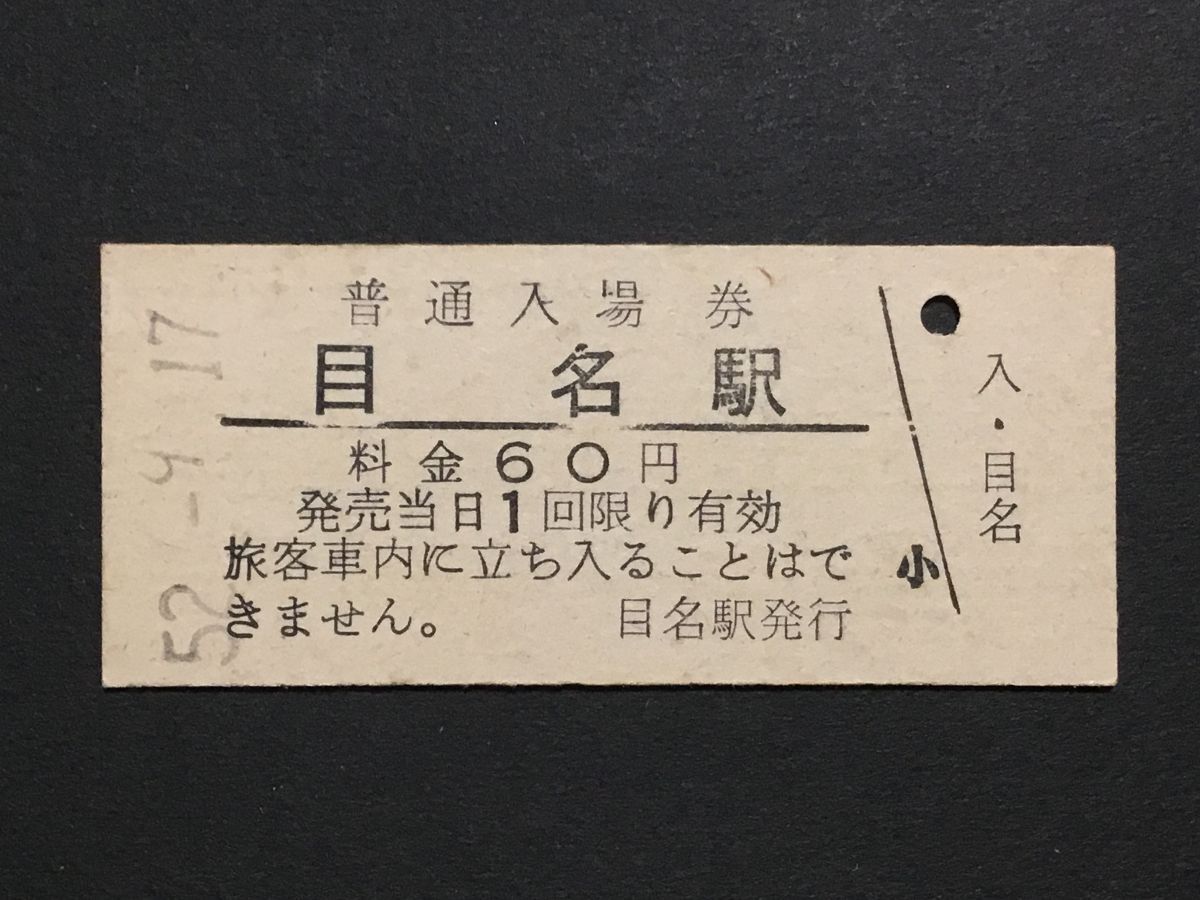 普通入場券
目名駅
料金60円
発売当日1回限り有効
旅客車内に立ち入ることはで
きません。 目名駅発行
小
入・目名
52.-9.17